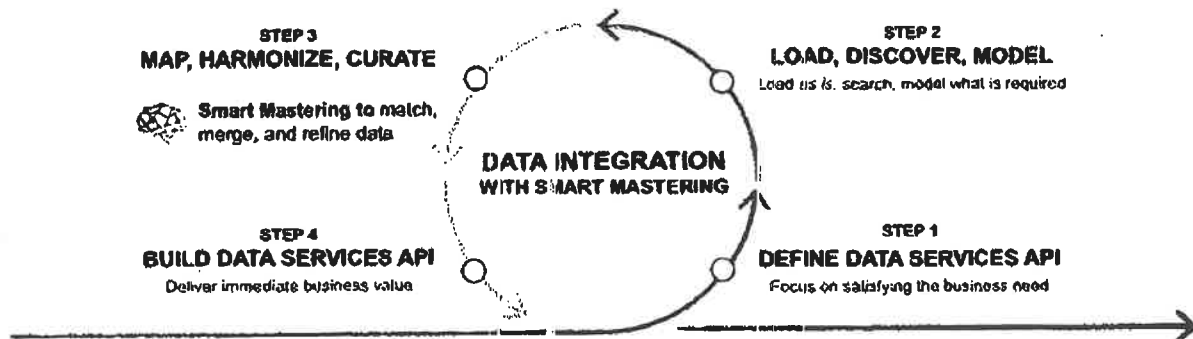 STEP 3
MAP, HARMONIZE, CURATE
Smart Mastering to match,
merge, and refine data
STEP 2
LOAD, DISCOVER, MODEL
Load as is, search, model what is required
DATA INTEGRATION
WITH SMART MASTERING
STEP 4
BUILD DATA SERVICES API
Deliver immediate business value
STEP 1
DEFINE DATA SERVICES API
Focus on satisfying the business need